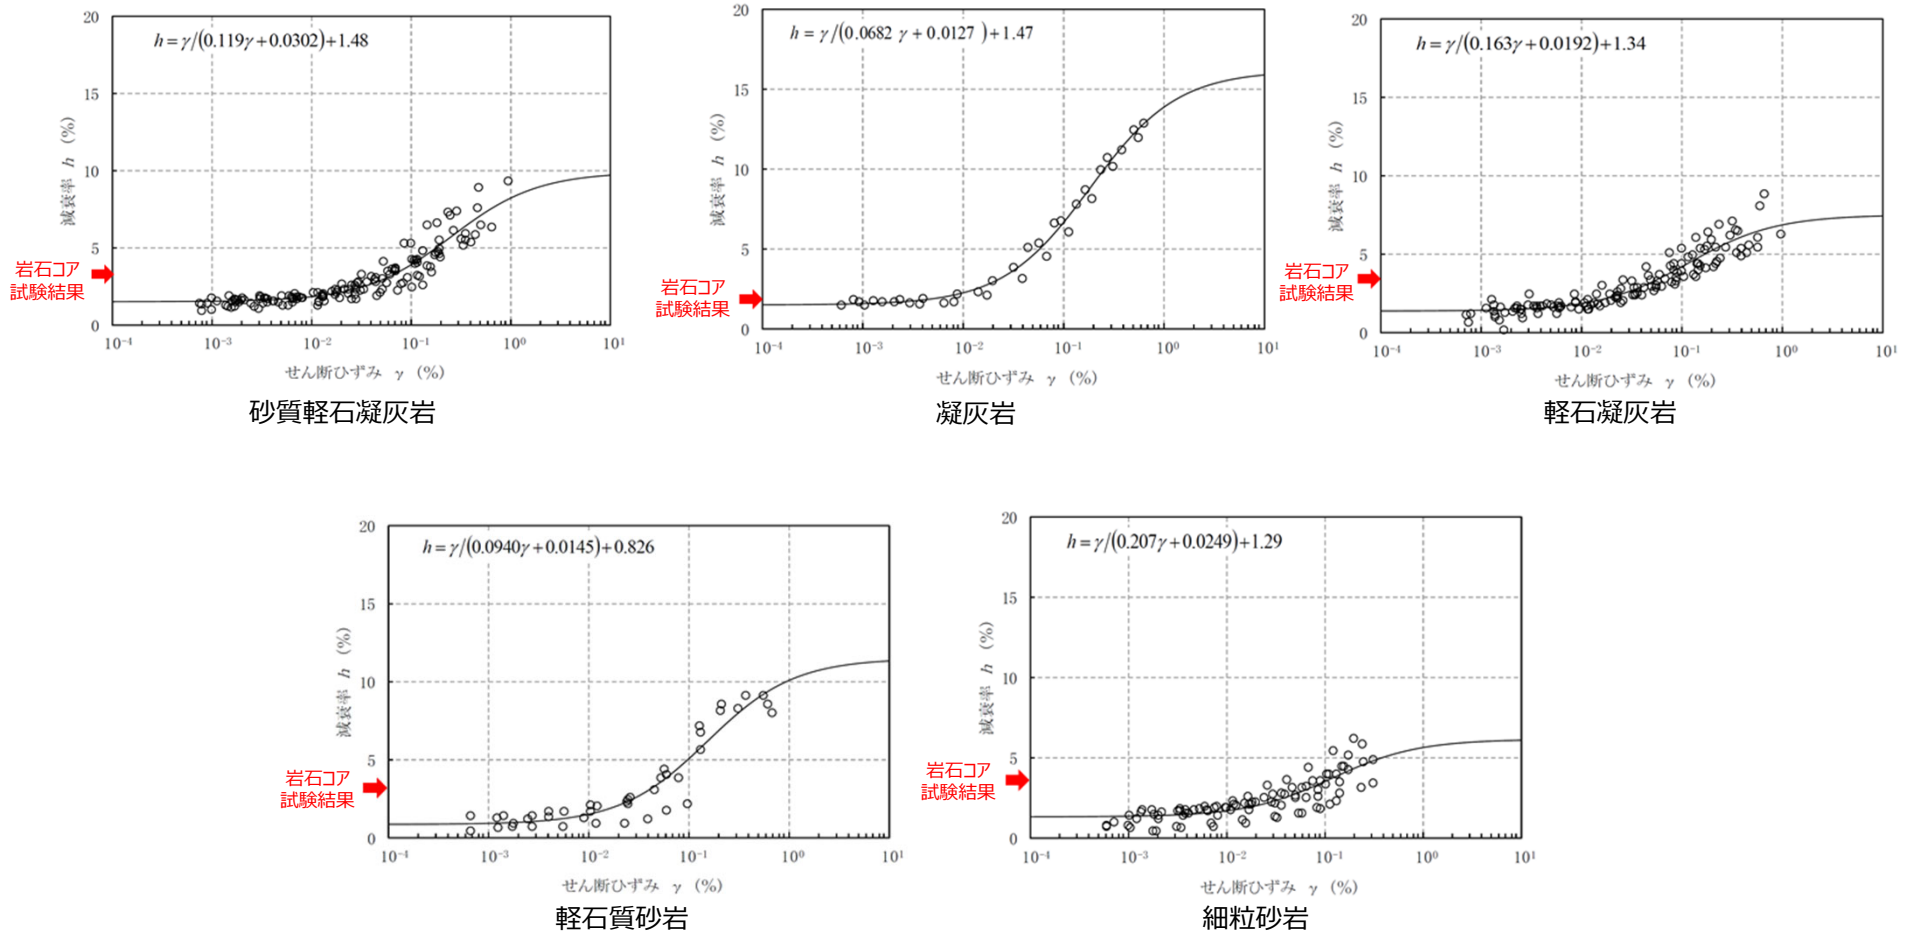 h=γ/(0.119γ+0.0302)+1.48
20
15
10
5
0
減衰率 h (%)
岩石コア
試験結果
10⁻⁴ 10⁻³ 10⁻² 10⁻¹ 10⁰ 10¹
せん断ひずみ γ (%)
砂質軽石凝灰岩
h=γ/(0.0682 γ+0.0127 )+1.47
20
15
10
5
0
減衰率 h (%)
岩石コア
試験結果
10⁻⁴ 10⁻³ 10⁻² 10⁻¹ 10⁰ 10¹
せん断ひずみ γ (%)
凝灰岩
h=γ/(0.163γ+0.0192)+1.34
20
15
10
5
0
減衰率 h (%)
岩石コア
試験結果
10⁻⁴ 10⁻³ 10⁻² 10⁻¹ 10⁰ 10¹
せん断ひずみ γ (%)
軽石凝灰岩
h=γ/(0.0940γ+0.0145)+0.826
20
15
10
5
0
減衰率 h (%)
岩石コア
試験結果
10⁻⁴ 10⁻³ 10⁻² 10⁻¹ 10⁰ 10¹
せん断ひずみ γ (%)
軽石質砂岩
h=γ/(0.207γ+0.0249)+1.29
20
15
10
5
0
減衰率 h (%)
岩石コア
試験結果
10⁻⁴ 10⁻³ 10⁻² 10⁻¹ 10⁰ 10¹
せん断ひずみ γ (%)
細粒砂岩